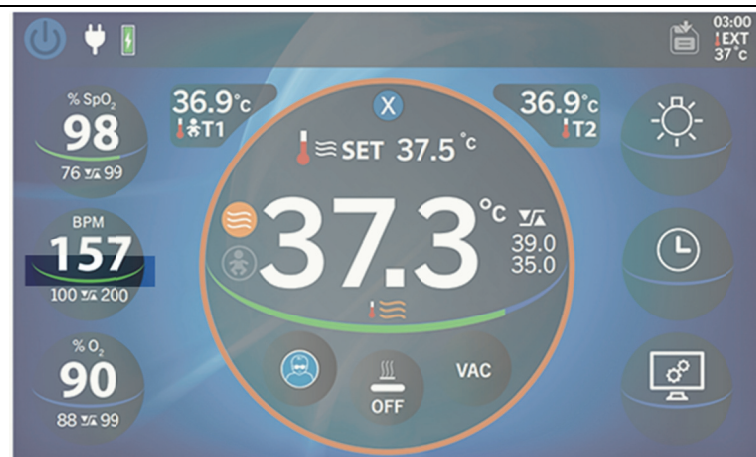 03:00
EXT
37°c
% SpO₂
98
76 99
36.9°c
T1
X
36.9°c
T2
SET 37.5°c
BPM
157
100 200
37.3°c
39.0
35.0
% O₂
90
88 99
OFF
VAC